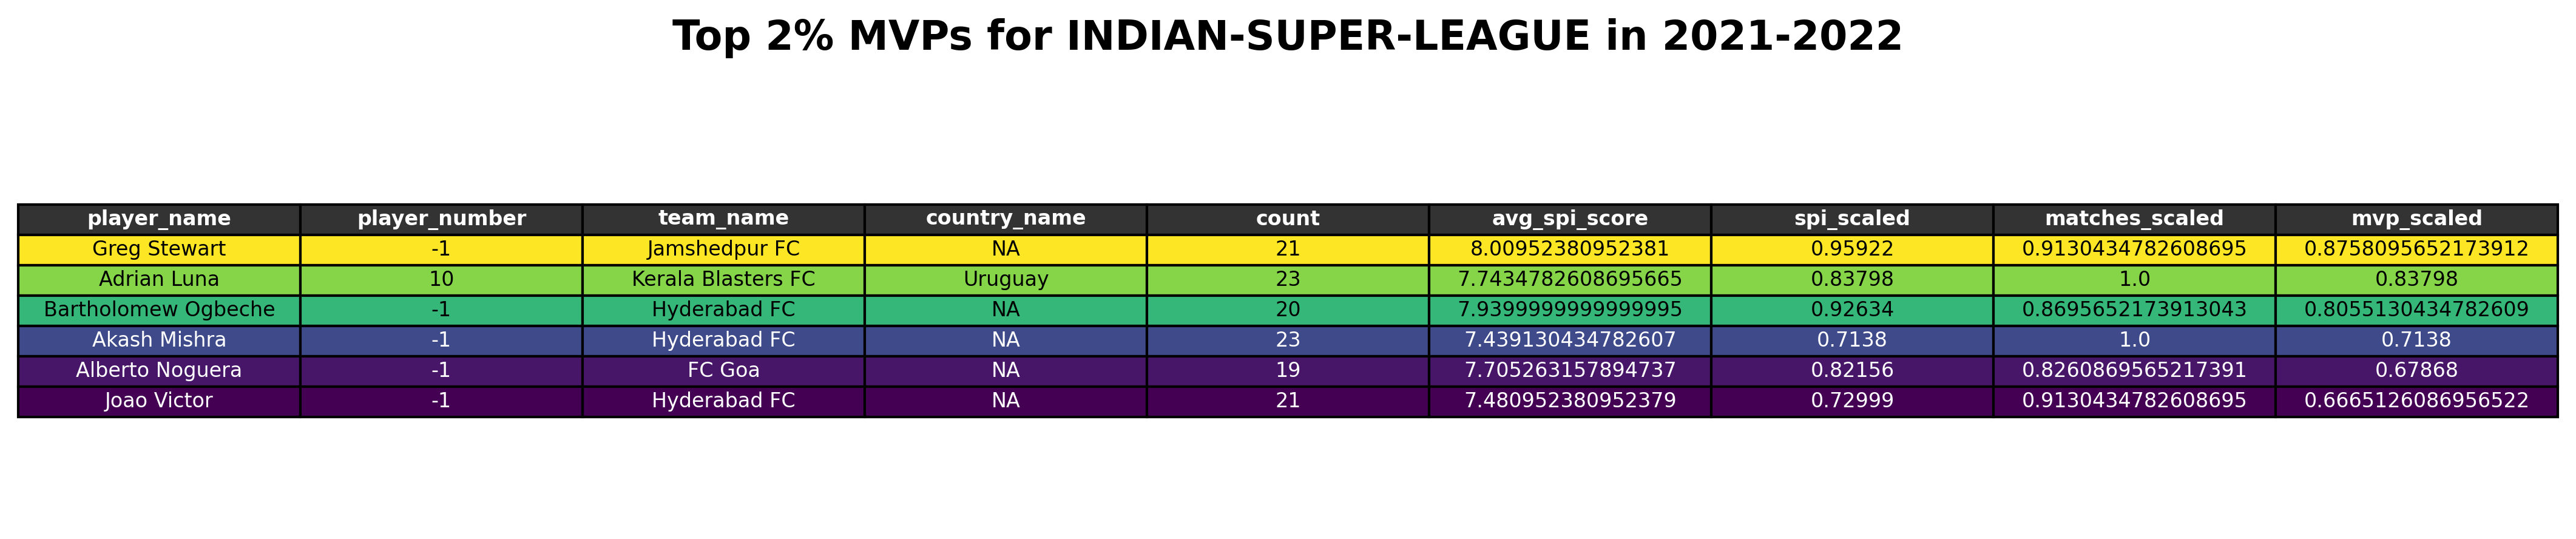 Top 2% MVPs for INDIAN-SUPER-LEAGUE in 2021-2022
player_name player_number team_name country_name count avg_spi_score spi_scaled matches_scaled mvp_scaled
Greg Stewart -1 Jamshedpur FC NA 21 8.00952380952381 0.95922 0.9130434782608695 0.8758095652173912
Adrian Luna 10 Kerala Blasters FC Uruguay 23 7.7434782608695665 0.83798 1.0 0.83798
Bartholomew Ogbeche -1 Hyderabad FC NA 20 7.9399999999999995 0.92634 0.8695652173913043 0.8055130434782609
Akash Mishra -1 Hyderabad FC NA 23 7.439130434782607 0.7138 1.0 0.7138
Alberto Noguera -1 FC Goa NA 19 7.705263157894737 0.82156 0.8260869565217391 0.67868
Joao Victor -1 Hyderabad FC NA 21 7.480952380952379 0.72999 0.9130434782608695 0.6665126086956522